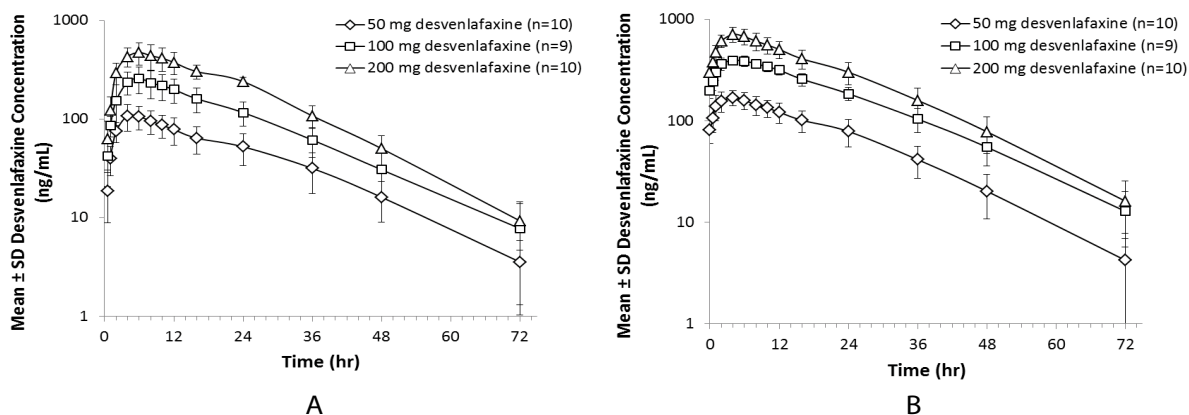 Mean ± SD Desvenlafaxine Concentration
(ng/mL)
1000
100
10
1
0 12 24 36 48 60 72
Time (hr)
50 mg desvenlafaxine (n=10)
100 mg desvenlafaxine (n=9)
200 mg desvenlafaxine (n=10)
A
Mean ± SD Desvenlafaxine Concentration
(ng/mL)
1000
100
10
1
0 12 24 36 48 60 72
Time (hr)
50 mg desvenlafaxine (n=10)
100 mg desvenlafaxine (n=9)
200 mg desvenlafaxine (n=10)
B